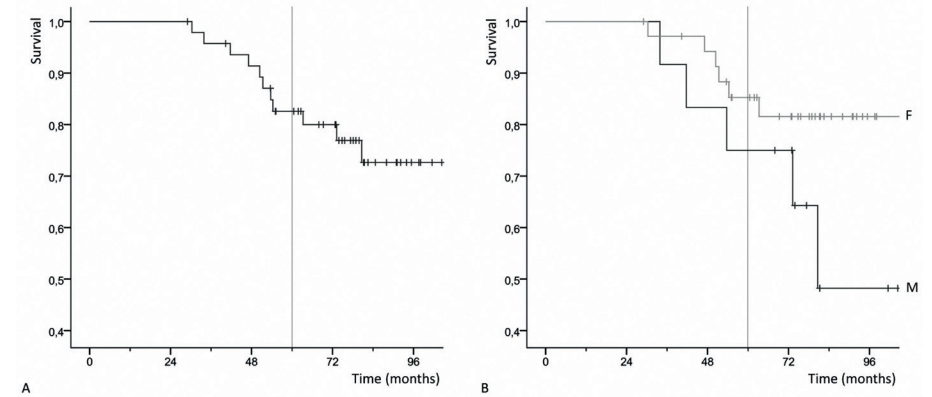 Survival
1,0
0,9
0,8
0,7
0,6
0,5
0,4
0 24 48 72 96
Time (months)
A
Survival
1,0
0,9
0,8
0,7
0,6
0,5
0,4
F
M
0 24 48 72 96
Time (months)
B